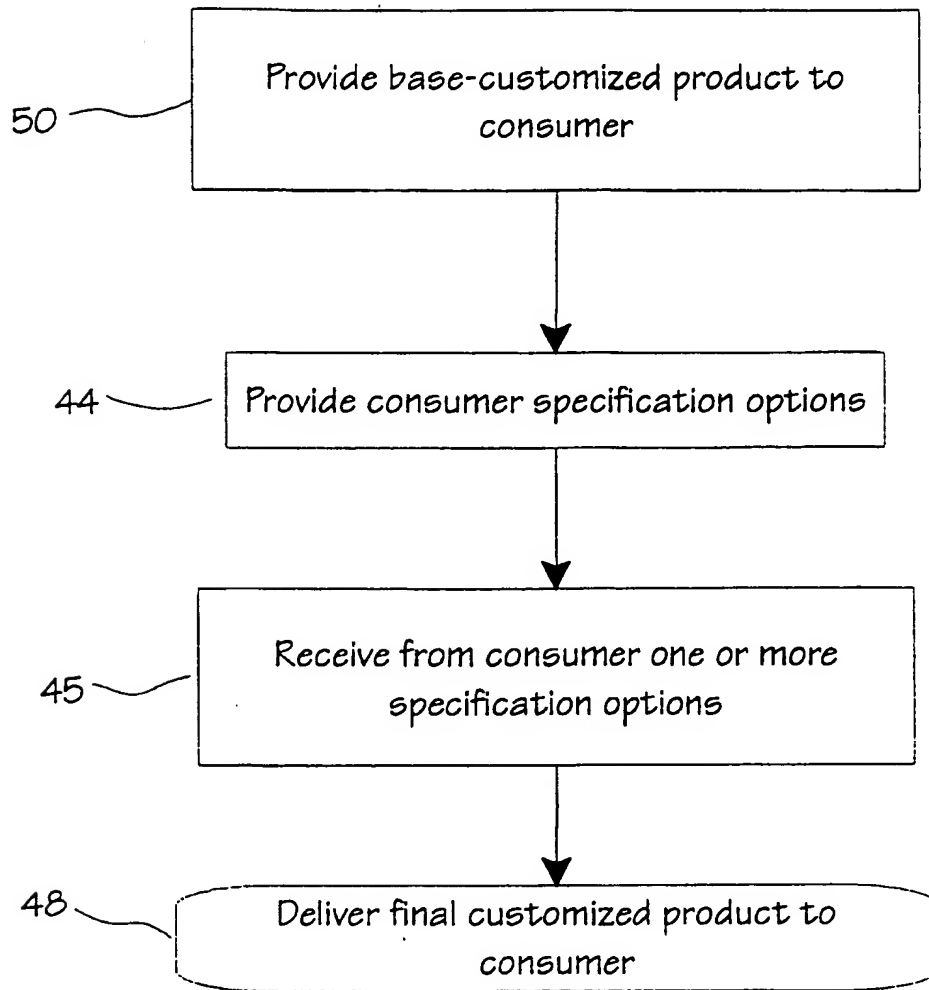 50
Provide base-customized product to
consumer
44
Provide consumer specification options
45
Receive from consumer one or more
specification options
48
Deliver final customized product to
consumer